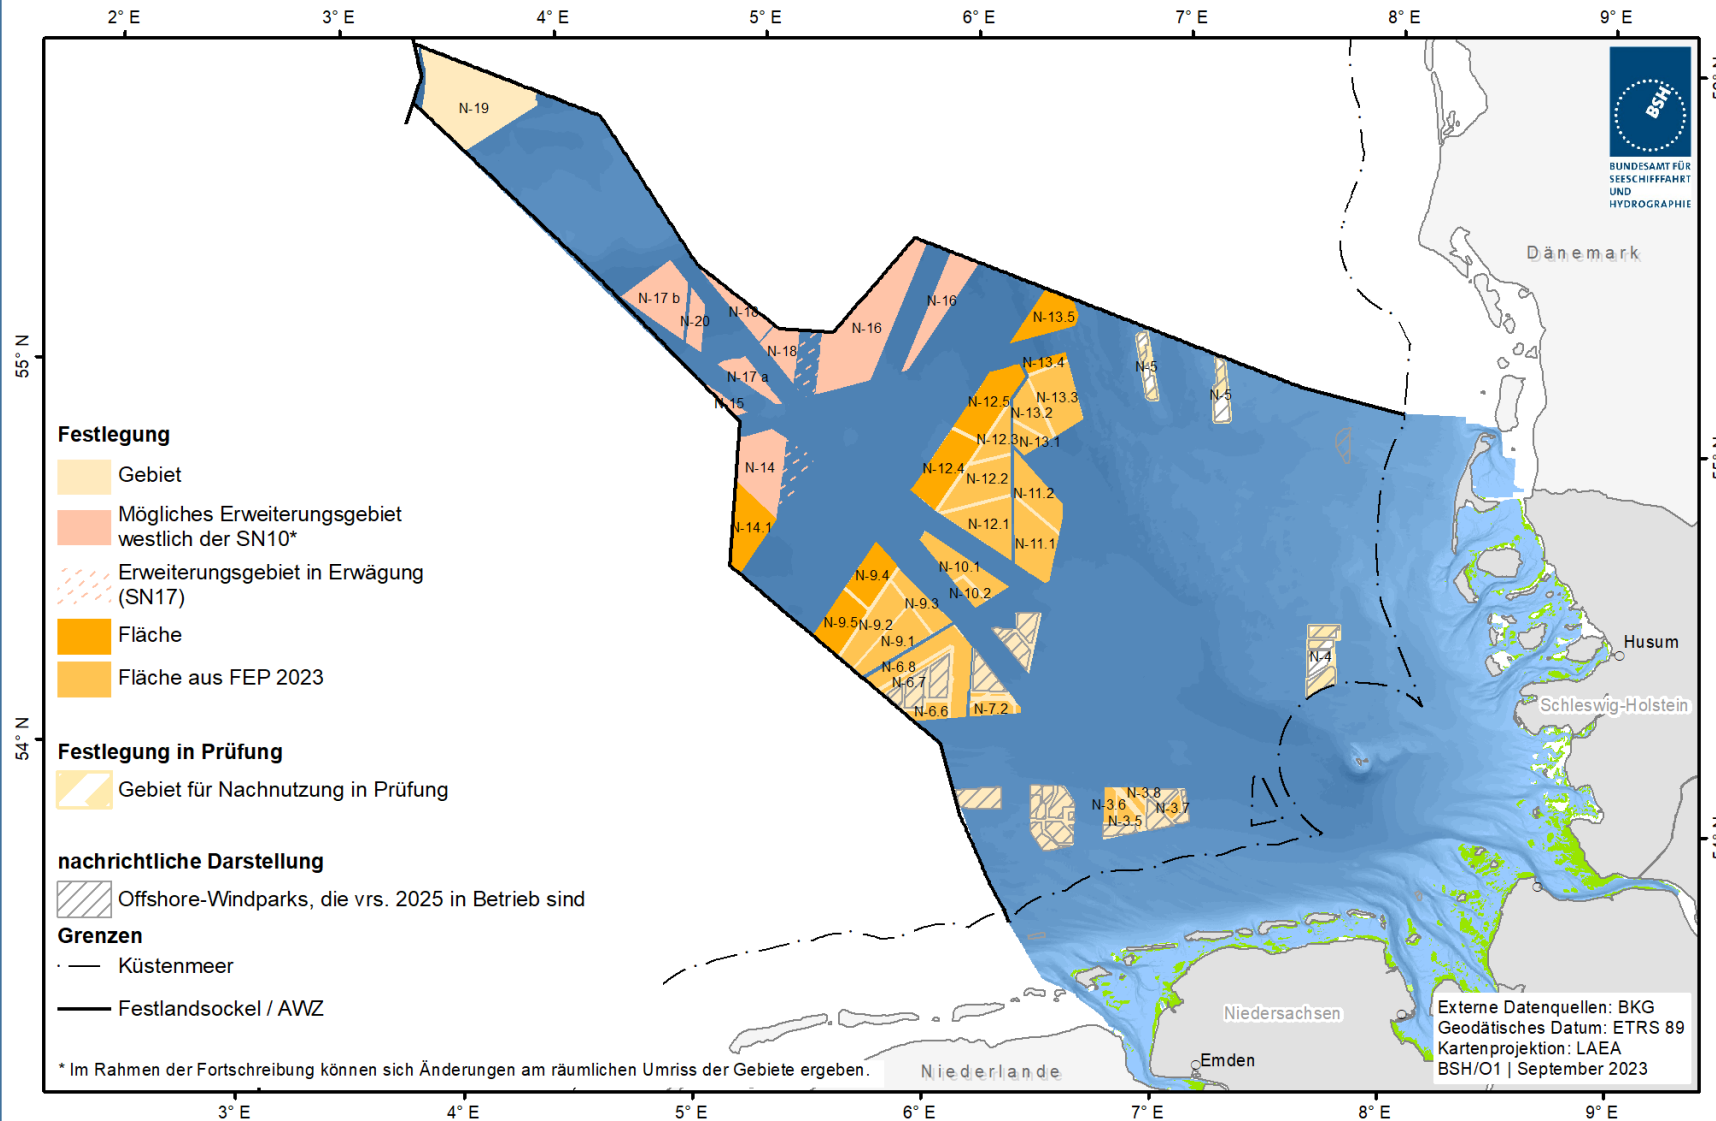 2° E
3° E
4° E
5° E
6° E
7° E
8° E
9° E
BSH
BUNDESAMT FÜR
SEESCHIFFFAHRT
UND
HYDROGRAPHIE
N-19
Dänemark
N-17 b
N-20
N-18
N-18
N-16
N-16
N-13.5
55° N
N-17 a
N-15
N-13.4
N-5
N-5
N-12.5
N-13.3
N-13.2
N-12.3
N-13.1
N-14
N-12.4
N-12.2
N-11.2
N-14.1
N-12.1
N-11.1
N-9.4
N-10.1
N-10.2
N-9.3
N-9.5
N-9.2
N-9.1
N-6.8
N-6.7
N-6.6
N-7.2
N-4
Husum
Schleswig-Holstein
54° N
N-3.8
N-3.6
N-3.7
N-3.5
Festlegung
Gebiet
Mögliches Erweiterungsgebiet
westlich der SN10*
Erweiterungsgebiet in Erwägung
(SN17)
Fläche
Fläche aus FEP 2023
Festlegung in Prüfung
Gebiet für Nachnutzung in Prüfung
nachrichtliche Darstellung
Offshore-Windparks, die vrs. 2025 in Betrieb sind
Grenzen
Küstenmeer
Festlandsockel / AWZ
* Im Rahmen der Fortschreibung können sich Änderungen am räumlichen Umriss der Gebiete ergeben.
Niedersachsen
Emden
Niederlande
Externe Datenquellen: BKG
Geodätisches Datum: ETRS 89
Kartenprojektion: LAEA
BSH/O1 | September 2023
3° E
4° E
5° E
6° E
7° E
8° E
9° E